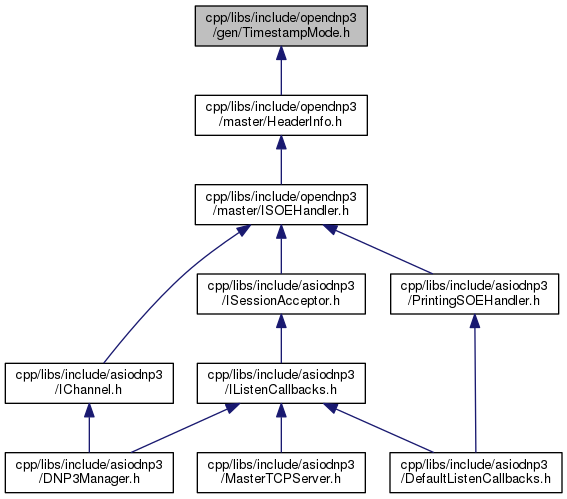 cpp/libs/include/opendnp3
/gen/TimestampMode.h
cpp/libs/include/opendnp3
/master/HeaderInfo.h
cpp/libs/include/opendnp3
/master/ISOEHandler.h
cpp/libs/include/asiodnp3
/ISessionAcceptor.h
cpp/libs/include/asiodnp3
/PrintingSOEHandler.h
cpp/libs/include/asiodnp3
/IChannel.h
cpp/libs/include/asiodnp3
/IListenCallbacks.h
cpp/libs/include/asiodnp3
/DNP3Manager.h
cpp/libs/include/asiodnp3
/MasterTCPServer.h
cpp/libs/include/asiodnp3
/DefaultListenCallbacks.h